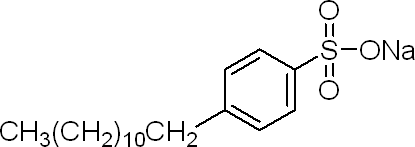 O
S
ONa
O
CH₃(CH₂)₁₀CH₂